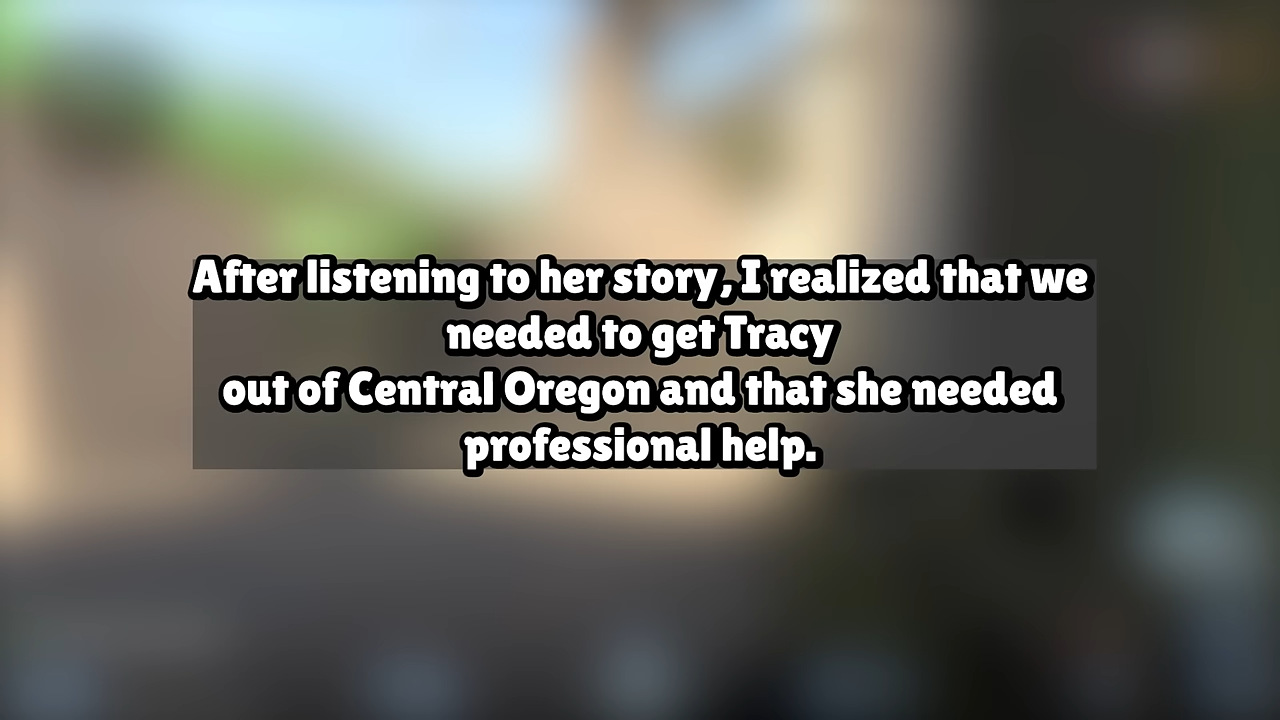 After listening to her story, I realized that we
needed to get Tracy
out of Central Oregon and that she needed
professional help.